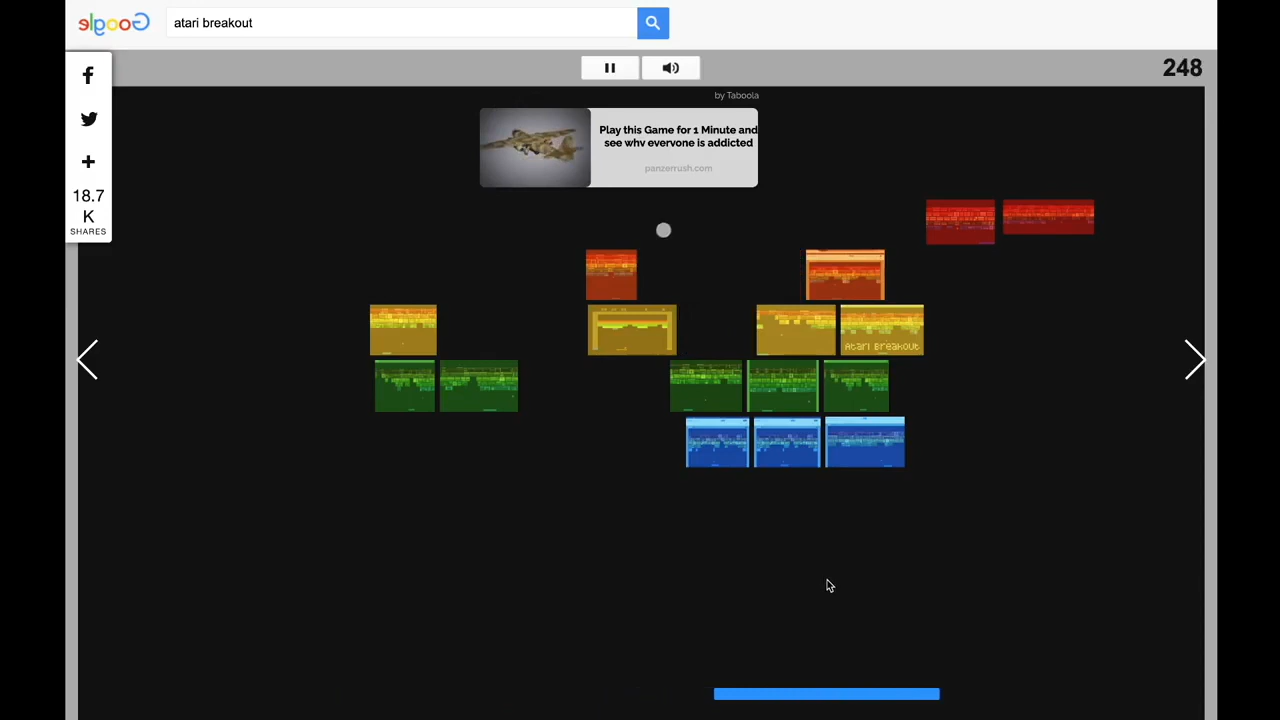 Google
atari breakout
248
by Taboola
Play this Game for 1 Minute and
see why everyone is addicted
panzerrush.com
18.7
K
SHARES
Atari Breakout